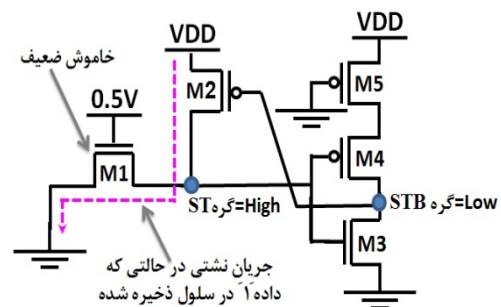 VDD
VDD
خاموش ضعیف
M2
M5
0.5V
M4
M1
گره ST=High
گره STB=Low
M3
جریان نشتی در حالتی که
داده '1' در سلول ذخیره شده